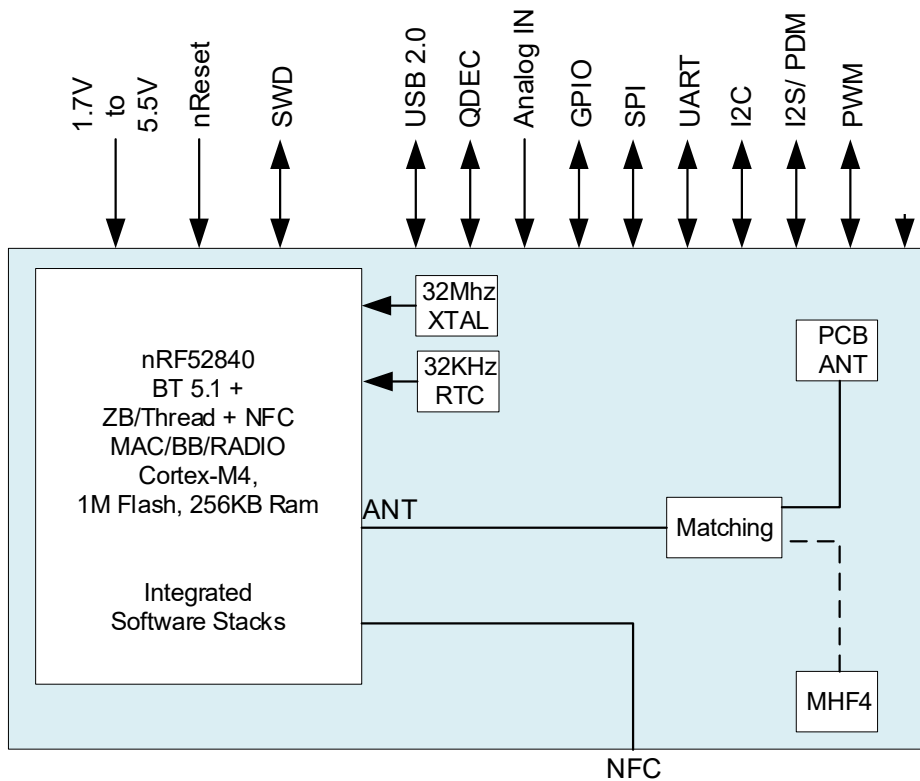 1.7V
to
5.5V
nReset
SWD
USB 2.0
QDEC
Analog IN
GPIO
SPI
UART
I2C
I2S/ PDM
PWM
32Mhz
XTAL
32KHz
RTC
PCB
ANT
nRF52840
BT 5.1 +
ZB/Thread + NFC
MAC/BB/RADIO
Cortex-M4,
1M Flash, 256KB Ram
Integrated
Software Stacks
ANT
Matching
MHF4
NFC